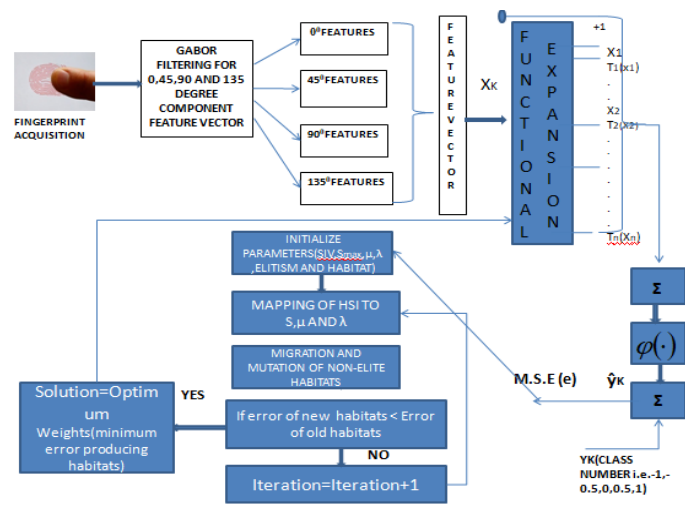 FINGERPRINT
ACQUISITION
GABOR
FILTERING FOR
0,45,90 AND 135
DEGREE
COMPONENT
FEATURE VECTOR
0⁰FEATURES
45⁰FEATURES
90⁰FEATURES
135⁰FEATURES
FEATUREVECTOR
XK
FUNCTIONAL
EXPANSION
+1
X1
T1(x1)
.
.
X2
T2(X2)
.
.
.
.
.
.
Tn(Xn)
Σ
φ(·)
Σ
ŷK
M.S.E (e)
YK(CLASS
NUMBER i.e.-1,-
0.5,0,0.5,1)
INITIALIZE
PARAMETERS(SIV,Smax,μ,λ
,ELITISM AND HABITAT)
MAPPING OF HSI TO
S,μ AND λ
MIGRATION AND
MUTATION OF NON-ELITE
HABITATS
If error of new habitats < Error
of old habitats
YES
NO
Solution=Optim
um
Weights(minimum
error producing
habitats)
Iteration=Iteration+1